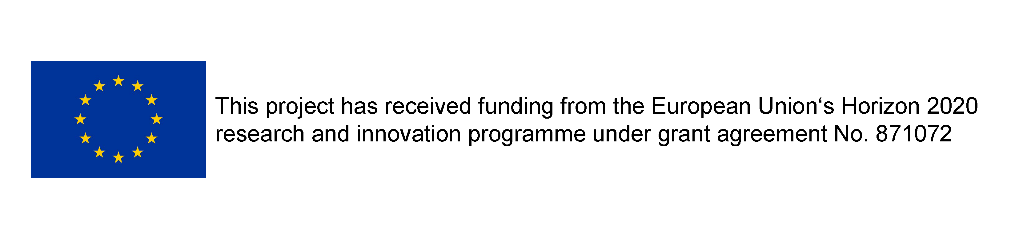 This project has received funding from the European Union‘s Horizon 2020
research and innovation programme under grant agreement No. 871072